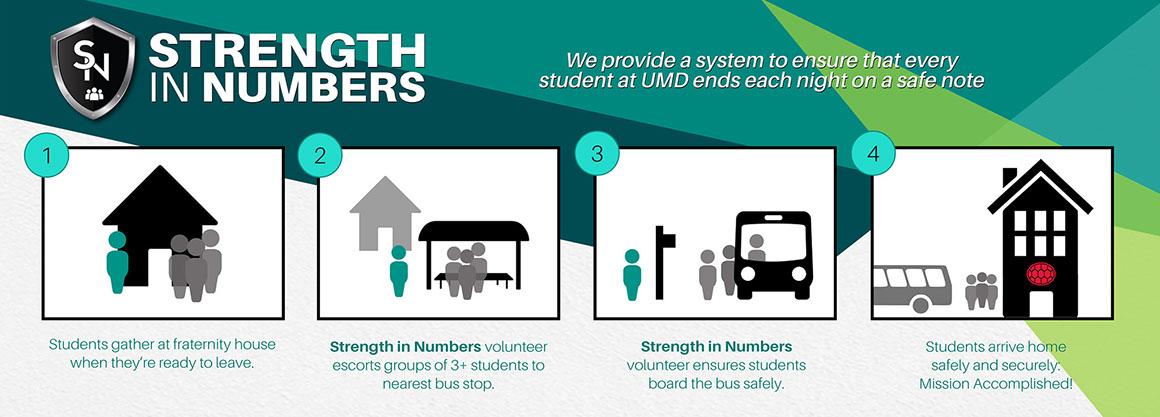 SN
STRENGTH
IN NUMBERS
We provide a system to ensure that every
student at UMD ends each night on a safe note
1
Students gather at fraternity house
when they're ready to leave.
2
Strength in Numbers volunteer
escorts groups of 3+ students to
nearest bus stop.
3
Strength in Numbers
volunteer ensures students
board the bus safely.
4
Students arrive home
safely and securely:
Mission Accomplished!